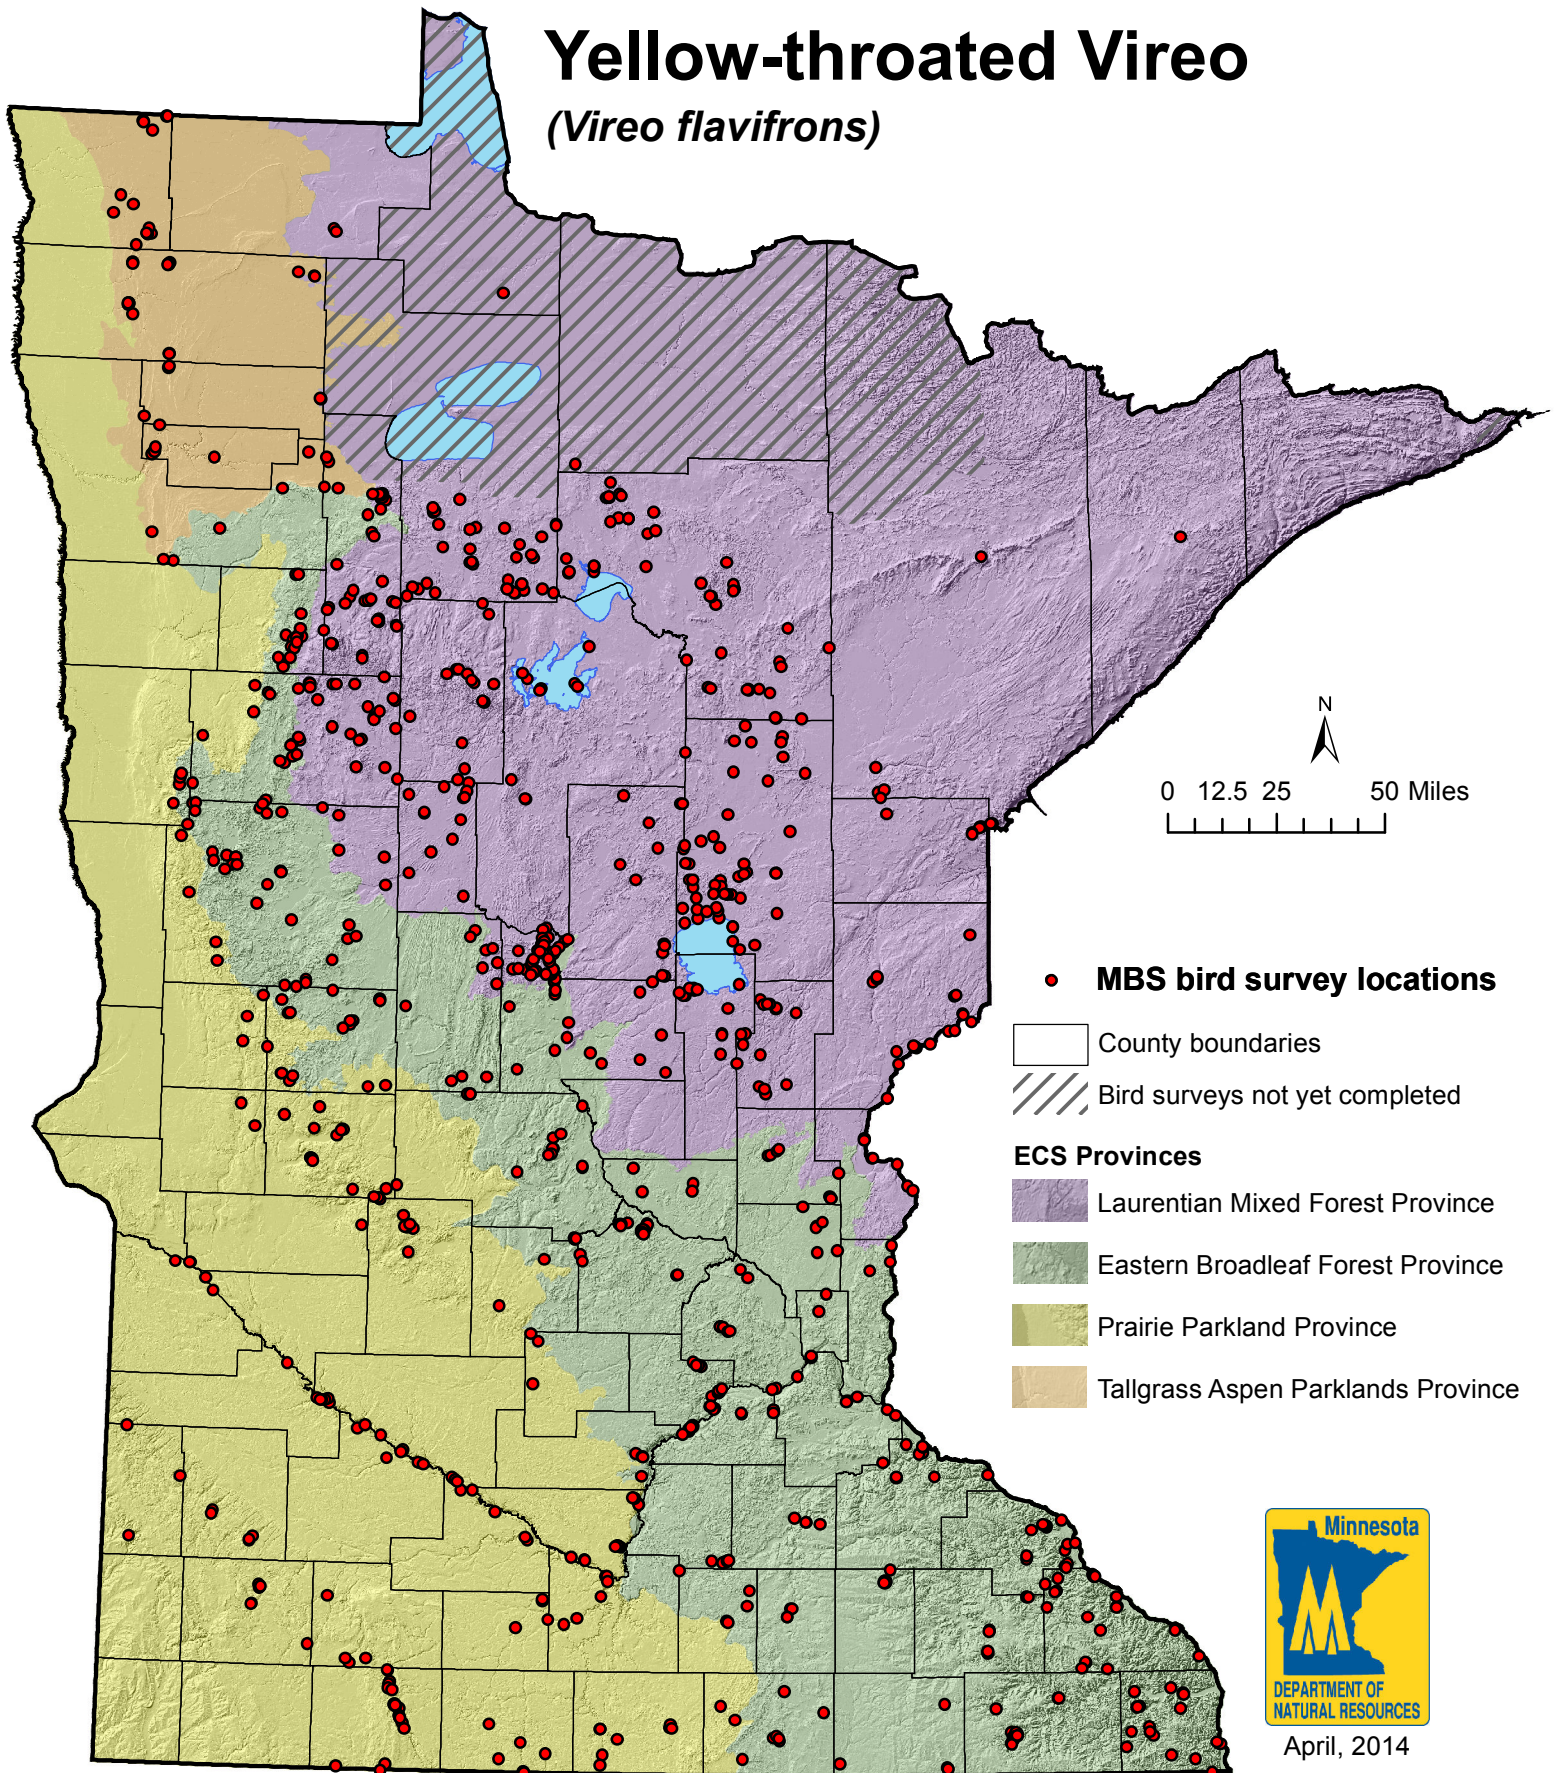 Yellow-throated Vireo
(Vireo flavifrons)
N
0 12.5 25 50 Miles
MBS bird survey locations
County boundaries
Bird surveys not yet completed
ECS Provinces
Laurentian Mixed Forest Province
Eastern Broadleaf Forest Province
Prairie Parkland Province
Tallgrass Aspen Parklands Province
Minnesota
DEPARTMENT OF
NATURAL RESOURCES
April, 2014